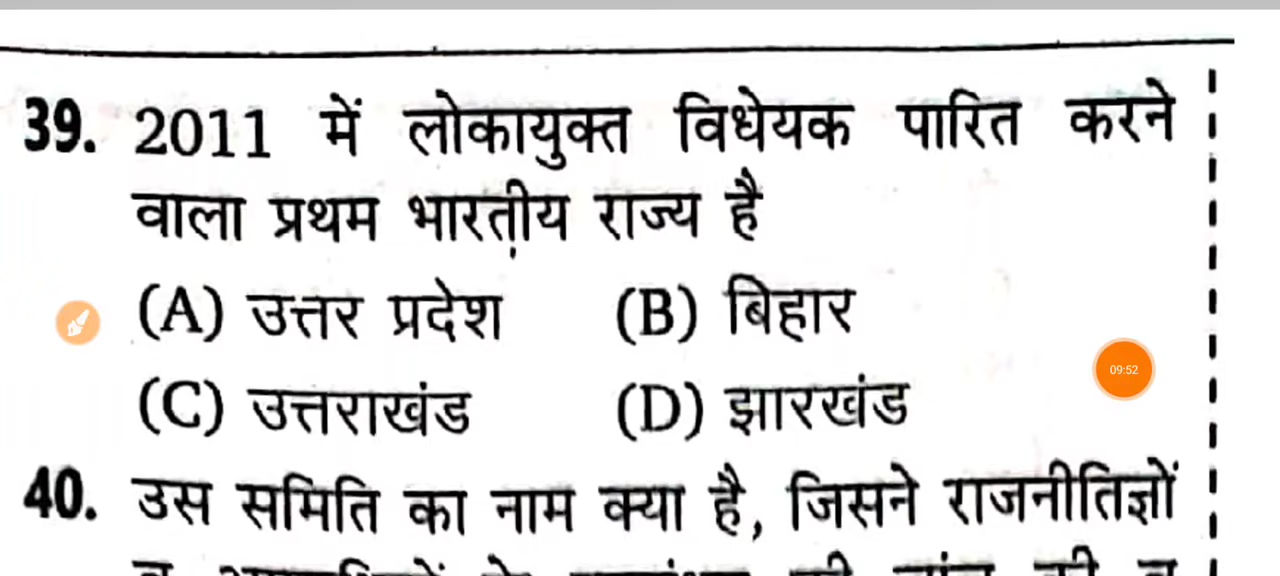 39. 2011 में लोकायुक्त विधेयक पारित करने
वाला प्रथम भारतीय राज्य है
(A) उत्तर प्रदेश (B) बिहार
(C) उत्तराखंड (D) झारखंड
09:52
40. उस समिति का नाम क्या है, जिसने राजनीतिज्ञों